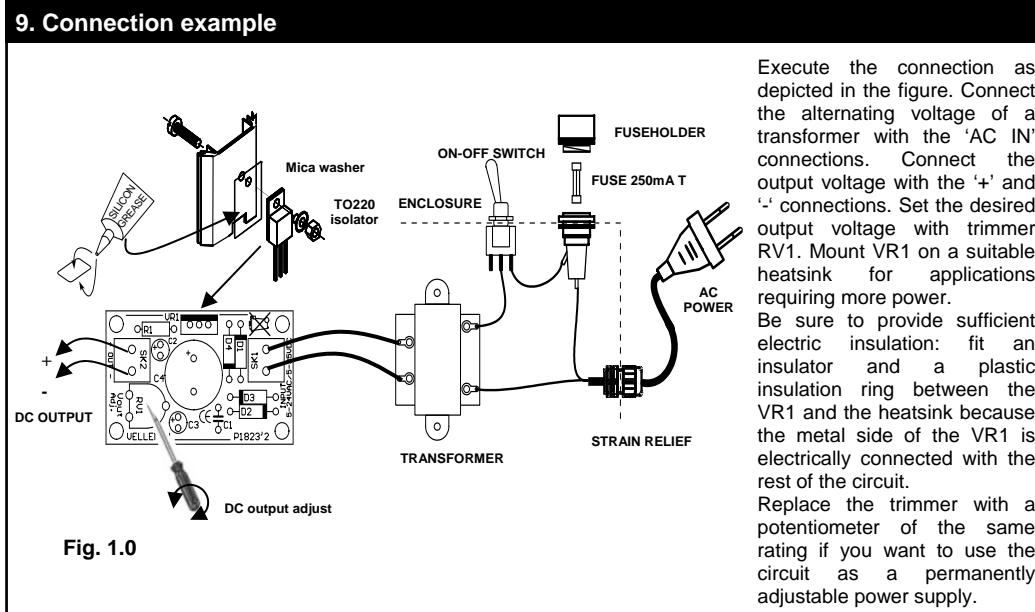 9. Connection example
Mica washer
TO220
isolator
SILICON
GREASE
ON-OFF SWITCH
ENCLOSURE
FUSEHOLDER
FUSE 250mA T
AC
POWER
STRAIN RELIEF
TRANSFORMER
VR1
R1
C2
D4
D1
SK1
SK2
OUT
+
-
DC OUTPUT
C4
D3
D2
INPUT
RV1
Vout
Adj.
C3
C1
P1823'2
DC output adjust
Fig. 1.0
Execute the connection as
depicted in the figure. Connect
the alternating voltage of a
transformer with the ‘AC IN’
connections. Connect the
output voltage with the ‘+’ and
‘-‘ connections. Set the desired
output voltage with trimmer
RV1. Mount VR1 on a suitable
heatsink for applications
requiring more power.
Be sure to provide sufficient
electric insulation: fit an
insulator and a plastic
insulation ring between the
VR1 and the heatsink because
the metal side of the VR1 is
electrically connected with the
rest of the circuit.
Replace the trimmer with a
potentiometer of the same
rating if you want to use the
circuit as a permanently
adjustable power supply.